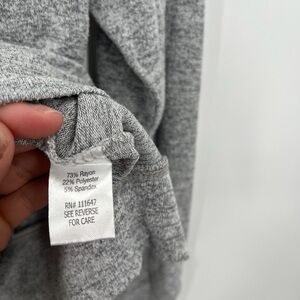 73% Rayon
22% Polyester
5% Spandex
RN# 111647
SEE REVERSE
FOR CARE